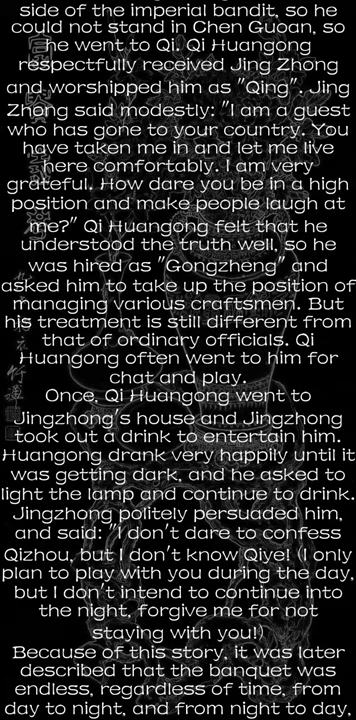 side of the imperial bandit, so he
could not stand in Chen Guoan, so
he went to Qi. Qi Huangong
respectfully received Jing Zhong
and worshipped him as "Qing". Jing
Zhong said modestly: "I am a guest
who has gone to your country. You
have taken me in and let me live
here comfortably. I am very
grateful. How dare you be in a high
position and make people laugh at
me?" Qi Huangong felt that he
understood the truth well, so he
was hired as "Gongzheng" and
asked him to take up the position of
managing various craftsmen. But
his treatment is still different from
that of ordinary officials. Qi
Huangong often went to him for
chat and play.
Once, Qi Huangong went to
Jingzhong's house and Jingzhong
took out a drink to entertain him.
Huangong drank very happily until it
was getting dark, and he asked to
light the lamp and continue to drink.
Jingzhong politely persuaded him,
and said: "I don't dare to confess
Qizhou, but I don't know Qiye! (I only
plan to play with you during the day,
but I don't intend to continue into
the night, forgive me for not
staying with you!)
Because of this story, it was later
described that the banquet was
endless, regardless of time, from
day to night, and from night to day,